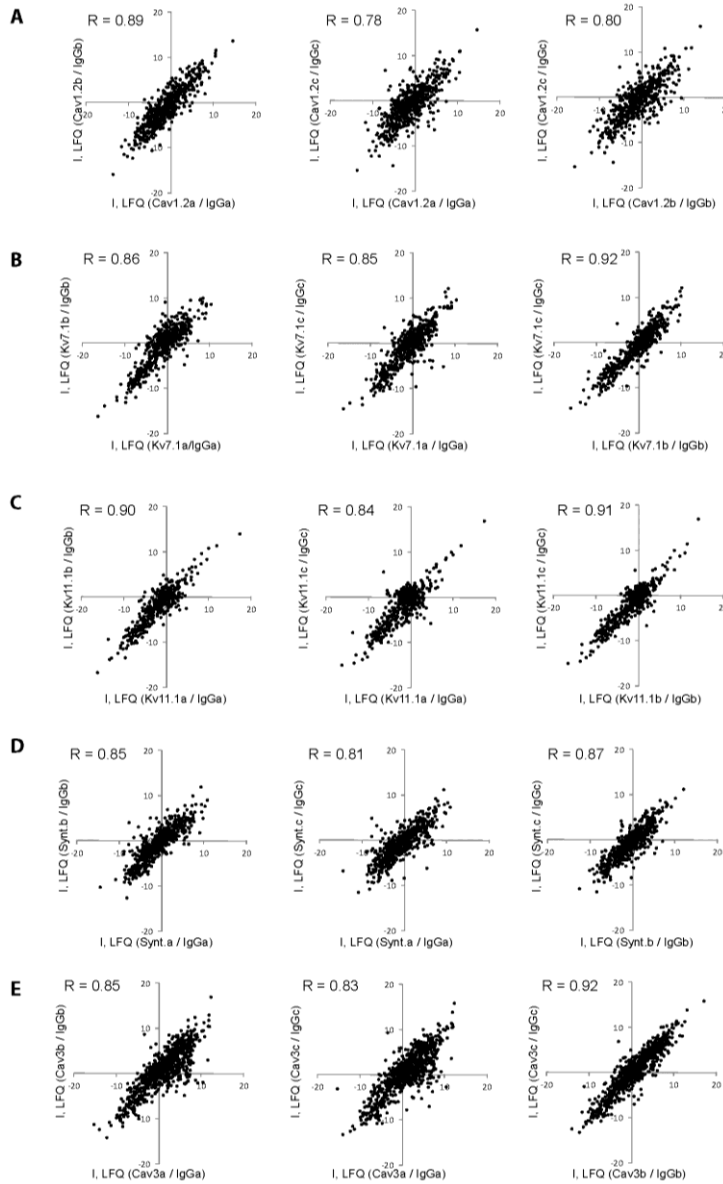 A
R = 0.89
R = 0.78
R = 0.80
I, LFQ (Cav1.2b / IgGb)
I, LFQ (Cav1.2c / IgGc)
I, LFQ (Cav1.2c / IgGc)
20
20
20
10
10
10
-20 -10 10 20
-20 -10 10 20
-20 -10 10 20
-10
-10
-10
-20
-20
-20
I, LFQ (Cav1.2a / IgGa)
I, LFQ (Cav1.2a / IgGa)
I, LFQ (Cav1.2b / IgGb)
B
R = 0.86
R = 0.85
R = 0.92
I, LFQ (Kv7.1b / IgGb)
I, LFQ (Kv7.1c / IgGc)
I, LFQ (Kv7.1c / IgGc)
20
20
20
10
10
10
-20 -10 10 20
-20 -10 10 20
-20 -10 10 20
-10
-10
-10
-20
-20
-20
I, LFQ (Kv7.1a/IgGa)
I, LFQ (Kv7.1a / IgGa)
I, LFQ (Kv7.1b / IgGb)
C
R = 0.90
R = 0.84
R = 0.91
I, LFQ (Kv11.1b / IgGb)
I, LFQ (Kv11.1c / IgGc)
I, LFQ (Kv11.1c / IgGc)
20
20
20
10
10
10
-20 -10 10 20
-20 -10 10 20
-20 -10 10 20
-10
-10
-10
-20
-20
-20
I, LFQ (Kv11.1a / IgGa)
I, LFQ (Kv11.1a / IgGa)
I, LFQ (Kv11.1b / IgGb)
D
R = 0.85
R = 0.81
R = 0.87
I, LFQ (Synt.b / IgGb)
I, LFQ (Synt.c / IgGc)
I, LFQ (Synt.c / IgGc)
20
20
20
10
10
10
-20 -10 10 20
-20 -10 10 20
-20 -10 10 20
-10
-10
-10
-20
-20
-20
I, LFQ (Synt.a / IgGa)
I, LFQ (Synt.a / IgGa)
I, LFQ (Synt.b / IgGb)
E
R = 0.85
R = 0.83
R = 0.92
I, LFQ (Cav3b / IgGb)
I, LFQ (Cav3c / IgGc)
I, LFQ (Cav3c / IgGc)
20
20
20
10
10
10
-20 -10 10 20
-20 -10 10 20
-20 -10 10 20
-10
-10
-10
-20
-20
-20
I, LFQ (Cav3a / IgGa)
I, LFQ (Cav3a / IgGa)
I, LFQ (Cav3b / IgGb)